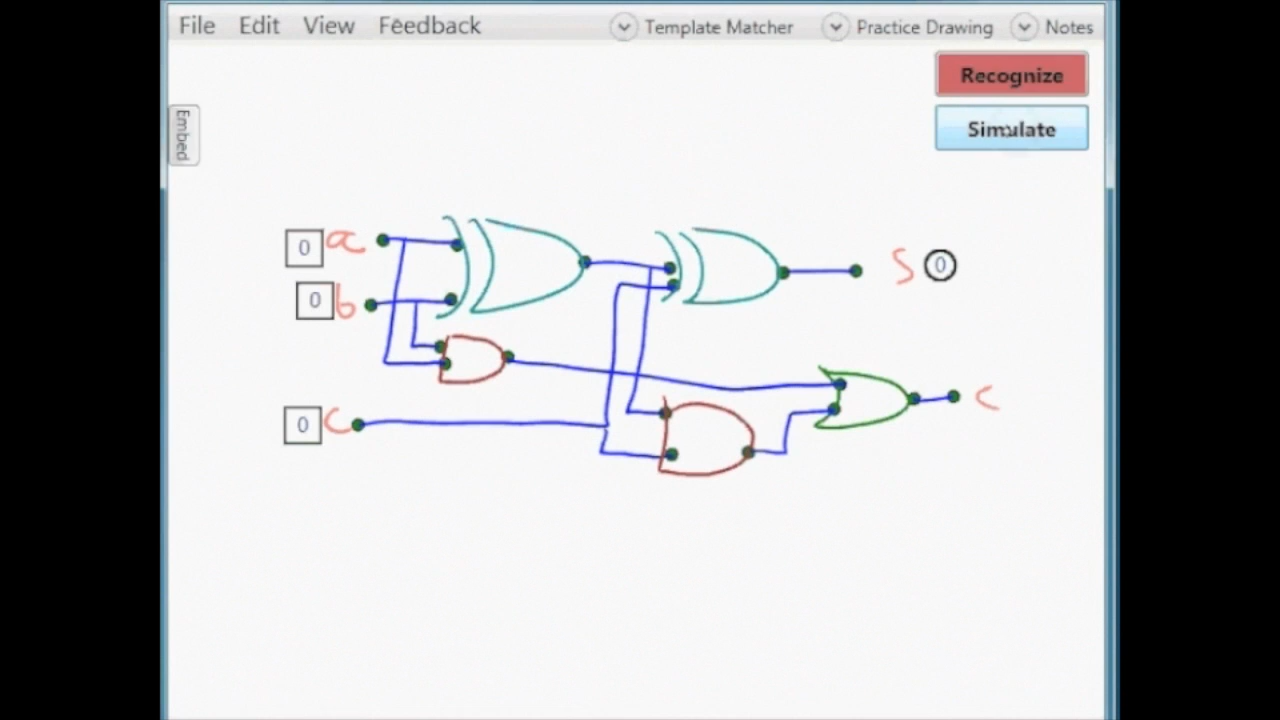 File Edit View Feedback Template Matcher Practice Drawing Notes
Recognize
Simulate
Embed
0 a
S 0
0 b
C
0 C